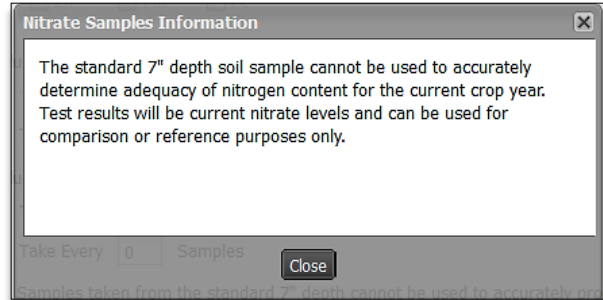 Nitrate Samples Information
The standard 7" depth soil sample cannot be used to accurately
determine adequacy of nitrogen content for the current crop year.
Test results will be current nitrate levels and can be used for
comparison or reference purposes only.
Take Every 0 Samples
Close
Samples taken from the standard 7" depth cannot be used to accurately pro